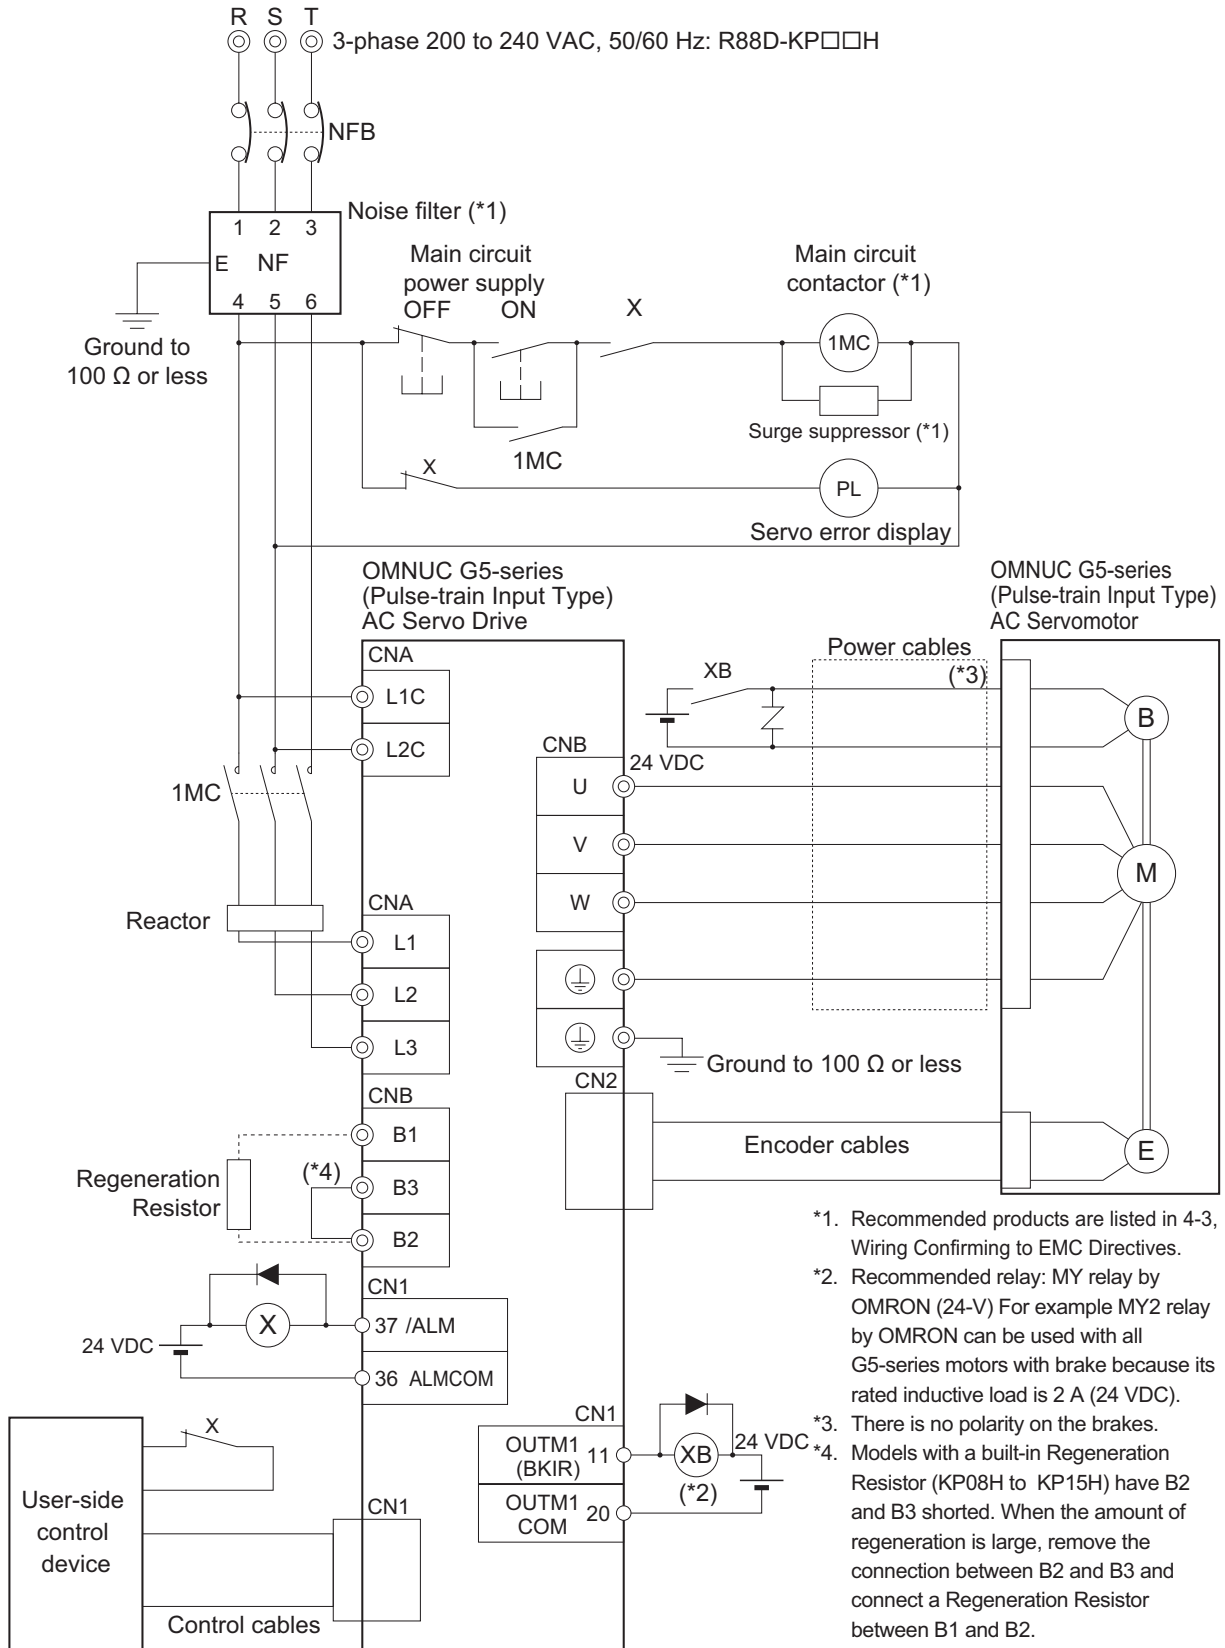 R S T
3-phase 200 to 240 VAC, 50/60 Hz: R88D-KP□□H
NFB
Noise filter (*1)
1 2 3
E NF
4 5 6
Ground to
100 Ω or less
Main circuit
power supply
OFF ON
X
Main circuit
contactor (*1)
1MC
Surge suppressor (*1)
1MC
X
PL
Servo error display
OMNUC G5-series
(Pulse-train Input Type)
AC Servo Drive
OMNUC G5-series
(Pulse-train Input Type)
AC Servomotor
CNA
L1C
L2C
1MC
Reactor
CNA
L1
L2
L3
CNB
B1
B3
B2
Regeneration
Resistor
(*4)
XB
24 VDC
Power cables
(*3)
B
CNB
U
V
W
M
Ground to 100 Ω or less
CN2
Encoder cables
E
CN1
37 /ALM
36 ALMCOM
X
24 VDC
X
User-side
control
device
CN1
Control cables
CN1
OUTM1
(BKIR)
11
OUTM1
COM
20
XB
(*2)
24 VDC
*1. Recommended products are listed in 4-3,
Wiring Confirming to EMC Directives.
*2. Recommended relay: MY relay by
OMRON (24-V) For example MY2 relay
by OMRON can be used with all
G5-series motors with brake because its
rated inductive load is 2 A (24 VDC).
*3. There is no polarity on the brakes.
*4. Models with a built-in Regeneration
Resistor (KP08H to KP15H) have B2
and B3 shorted. When the amount of
regeneration is large, remove the
connection between B2 and B3 and
connect a Regeneration Resistor
between B1 and B2.